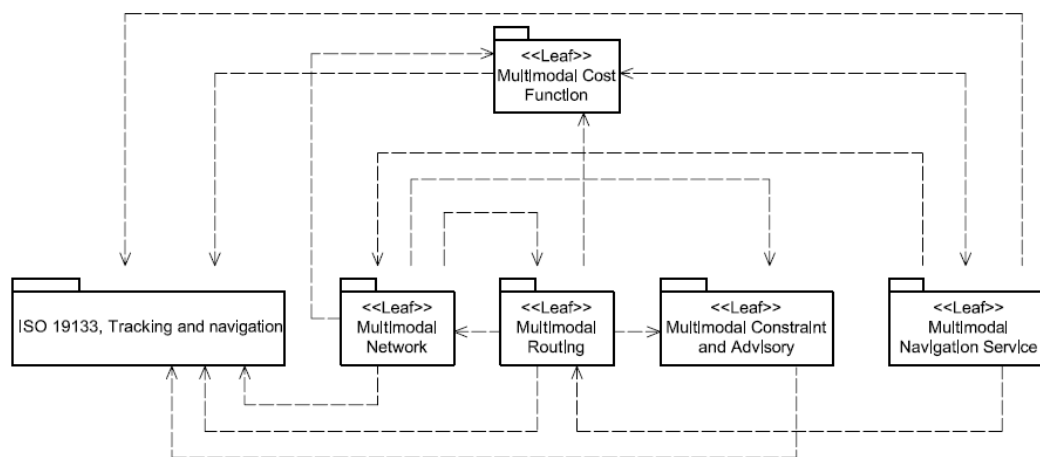 <<Leaf>>
Multimodal Cost
Function
ISO 19133, Tracking and navigation
<<Leaf>>
Multimodal
Network
<<Leaf>>
Multimodal
Routing
<<Leaf>>
Multimodal Constraint
and Advisory
<<Leaf>>
Multimodal
Navigation Service